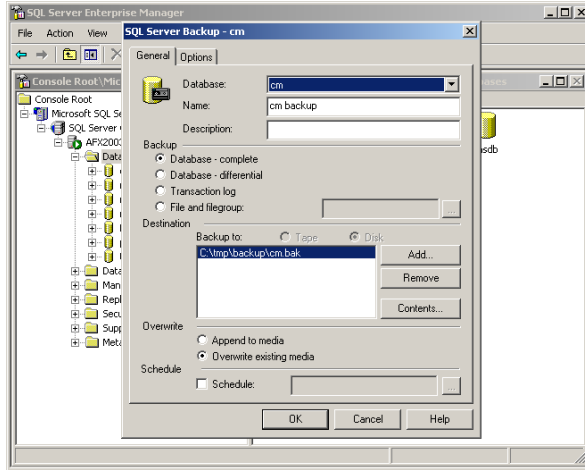 SQL Server Enterprise Manager
File Action View
SQL Server Backup - cm
General Options
Console Root\Mic
Console Root
Microsoft SQL Se
SQL Server
AFX200
Data
Data
Man
Repl
Secu
Supp
Meta
Database: cm
Name: cm backup
Description:
Backup
Database - complete
Database - differential
Transaction log
File and filegroup:
...
Destination
Backup to: Tape Disk
C:\tmp\backup\cm.bak
Add...
Remove
Contents...
Overwrite
Append to media
Overwrite existing media
Schedule
Schedule:
...
OK Cancel Help
ases
sdb